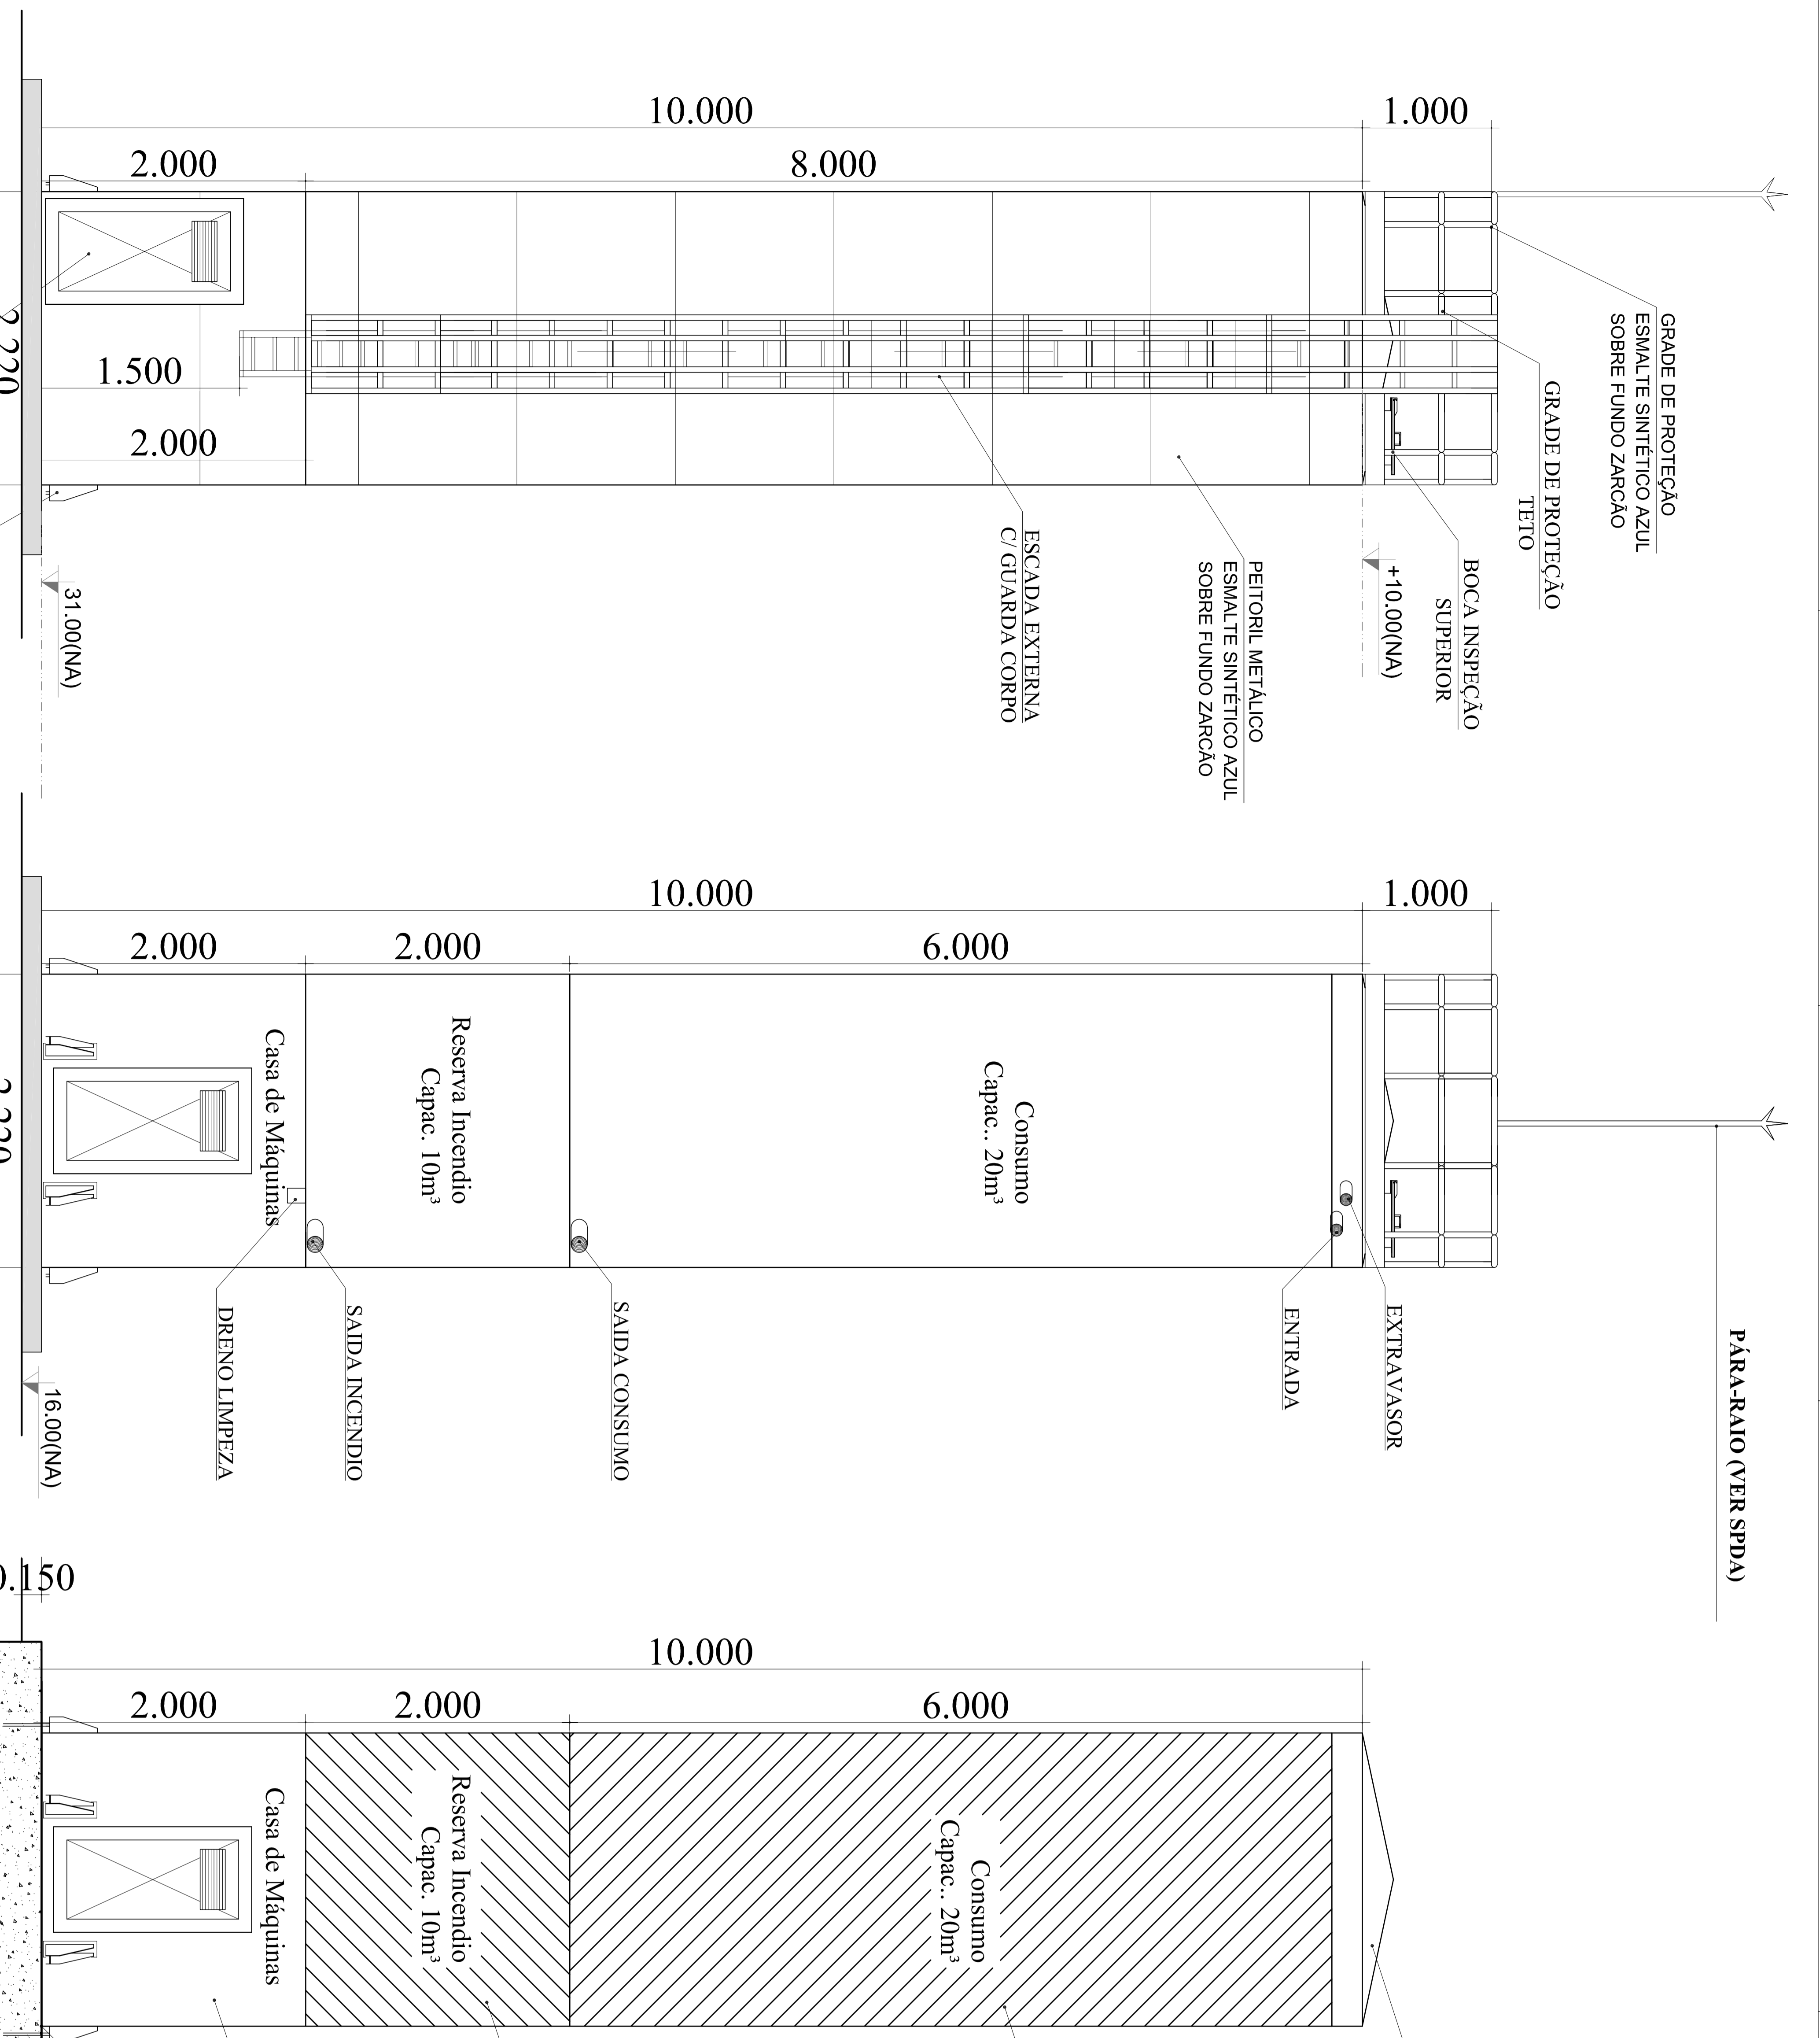 10.000
1.000
2.000
8.000
1.500
2.000
2.220
GRADE DE PROTEÇÃO
ESMALTE SINTÉTICO AZUL
SOBRE FUNDO ZARCÃO
GRADE DE PROTEÇÃO
TETO
BOCA INSPEÇÃO
SUPERIOR
+10.00(NA)
PEITORIL METÁLICO
ESMALTE SINTÉTICO AZUL
SOBRE FUNDO ZARCÃO
ESCADA EXTERNA
C/ GUARDA CORPO
31.00(NA)
10.000
1.000
2.000
2.000
6.000
Consumo
Capac.. 20m³
Reserva Incendio
Capac. 10m³
Casa de Máquinas
PÁRA-RAIO (VER SPDA)
EXTRAVASOR
ENTRADA
SAIDA CONSUMO
SAIDA INCENDIO
DRENO LIMPEZA
16.00(NA)
0.150
10.000
2.000
2.000
6.000
Consumo
Capac.. 20m³
Reserva Incendio
Capac. 10m³
Casa de Máquinas